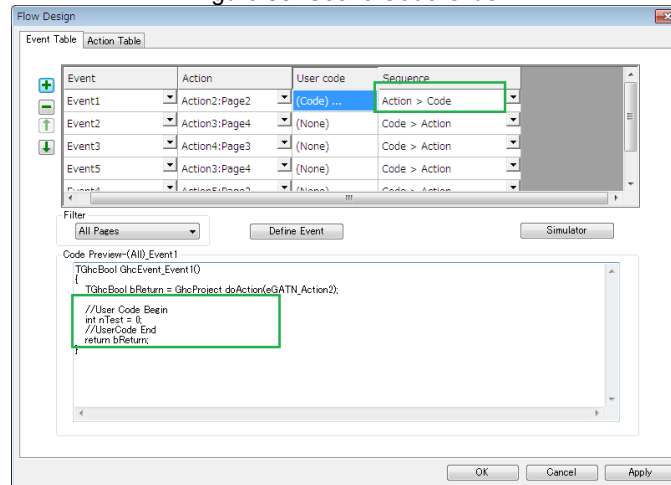 Flow Design
Event Table Action Table
Event Action User code Sequence
Event1 Action2:Page2 (Code) ... Action > Code
Event2 Action4:Page3 (None) Code > Action
Event3 Action3:Page4 (None) Code > Action
Event5 Action3:Page4 (None) Code > Action
Filter
All Pages Define Event Simulator
Code Preview-(All)_Event1
TGhcBool GhcEvent_Event1()
{
TGhcBool bReturn = GhcProject doAction(eGATN_Action2);
//User Code Begin
int nTest = 0;
//UserCode End
return bReturn;
}
OK Cancel Apply